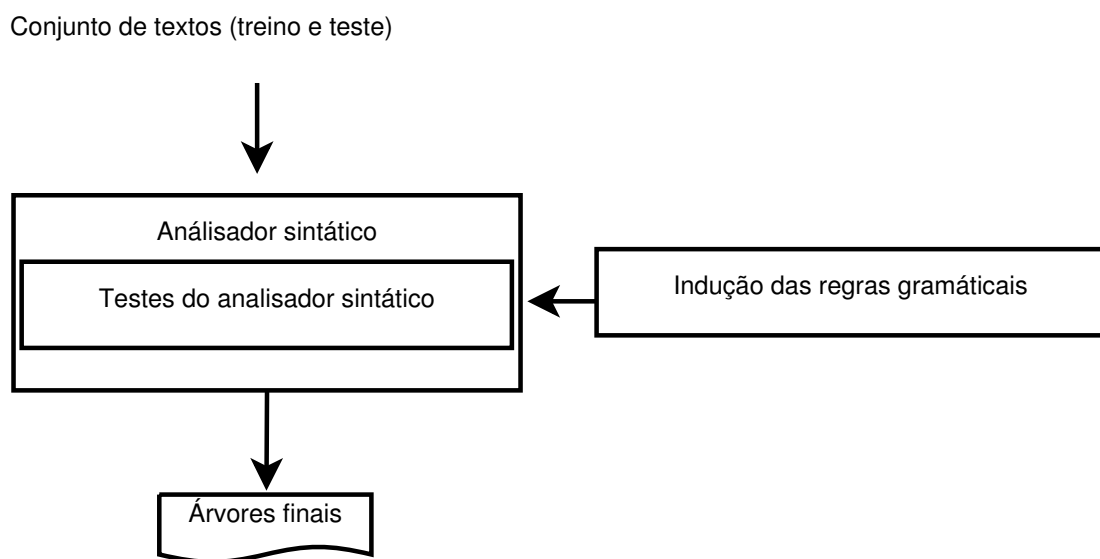 Conjunto de textos (treino e teste)
Análisador sintático
Testes do analisador sintático
Indução das regras gramáticais
Árvores finais